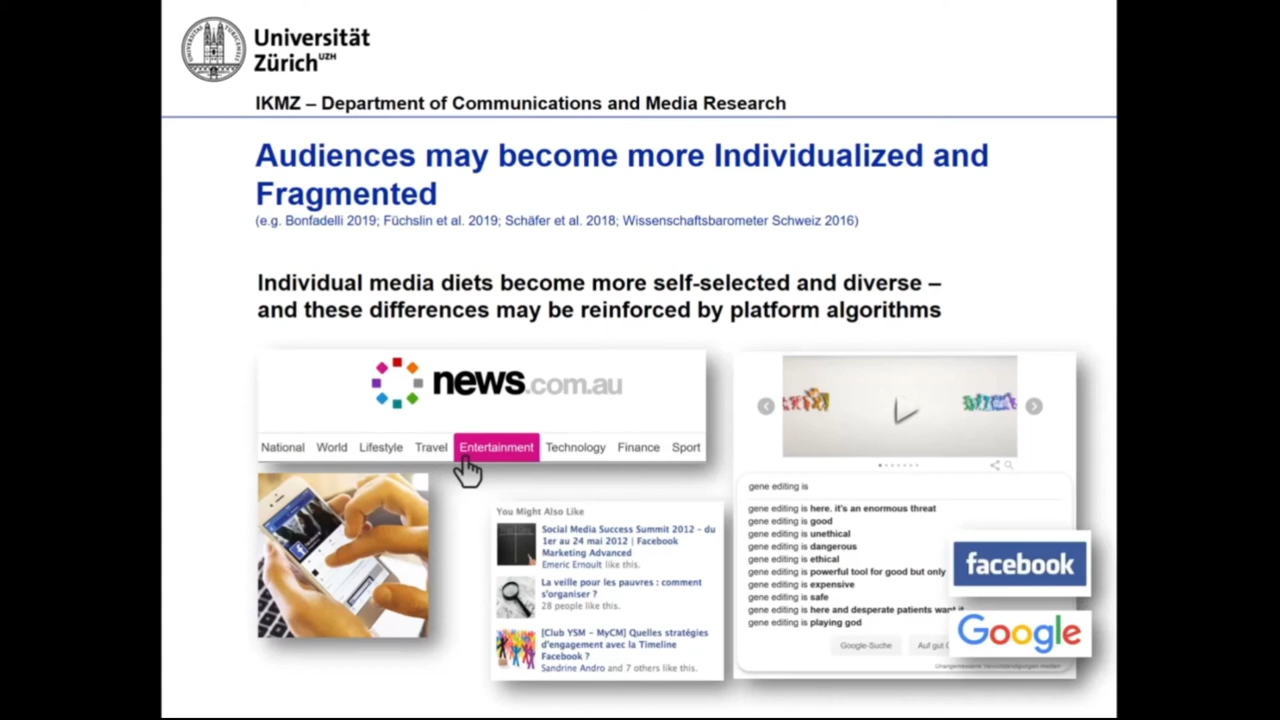 Universität
Zürich UZH
IKMZ – Department of Communications and Media Research
Audiences may become more Individualized and
Fragmented
(e.g. Bonfadelli 2019; Füchslin et al. 2019; Schäfer et al. 2018; Wissenschaftsbarometer Schweiz 2016)
Individual media diets become more self-selected and diverse –
and these differences may be reinforced by platform algorithms
news.com.au
National World Lifestyle Travel Entertainment Technology Finance Sport
You Might Also Like
Social Media Success Summit 2012 - du
1er au 24 mai 2012 | Facebook
Marketing Advanced
Emeric Ernoult like this.
La veille pour les pauvres : comment
s'organiser ?
28 people like this.
[Club YSM - MyCM] Quelles stratégies
d'engagement avec la Timeline
Facebook ?
Sandrine Andro and 7 others like this.
gene editing is
gene editing is here. it's an enormous threat
gene editing is good
gene editing is unethical
gene editing is dangerous
gene editing is ethical
gene editing is powerful tool for good but only
gene editing is expensive
gene editing is safe
gene editing is here and desperate patients want it
gene editing is playing god
Google-Suche Auf gut
facebook
Google